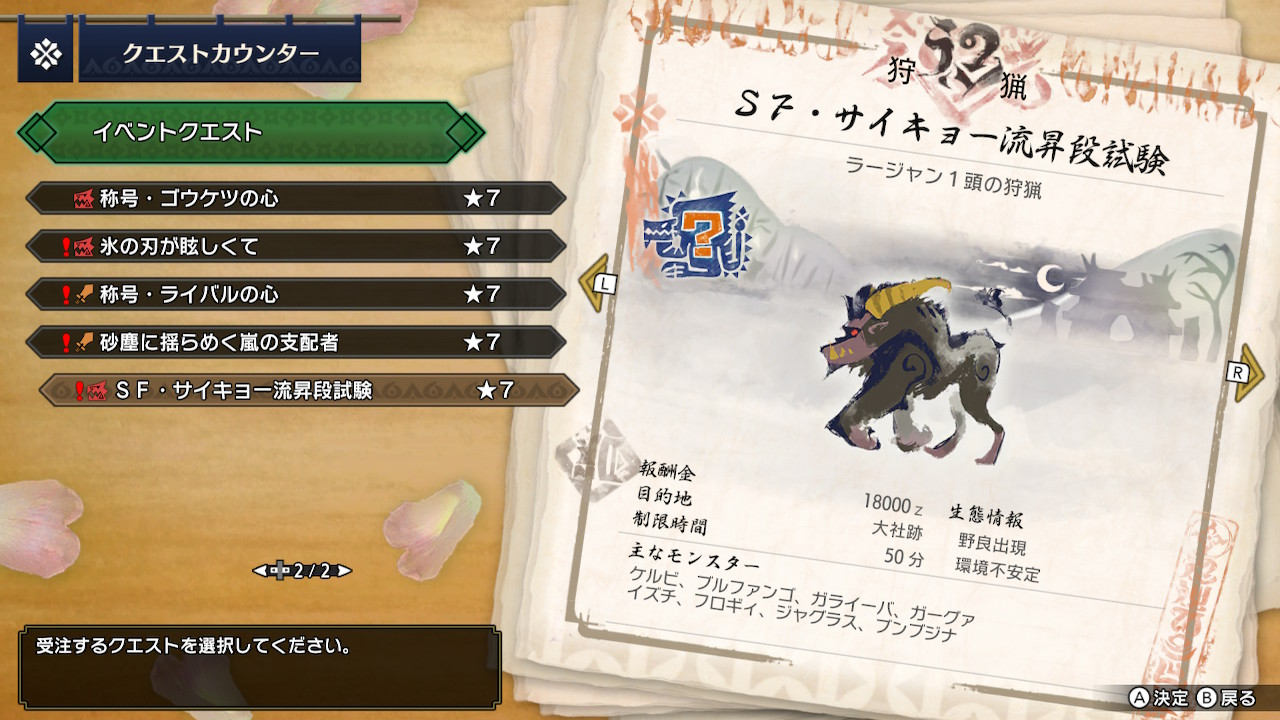 クエストカウンター
イベントクエスト
称号・ゴウケツの心 ★7
氷の刃が眩しくて ★7
称号・ライバルの心 ★7
砂塵に揺らめく嵐の支配者 ★7
ＳＦ・サイキョー流昇段試験 ★7
2/2
受注するクエストを選択してください。
狩猟
ＳＦ・サイキョー流昇段試験
ラージャン１頭の狩猟
?
L
R
報酬金 18000z
目的地 大社跡
制限時間 50分
生態情報
野良出現
環境不安定
主なモンスター
ケルビ、ブルファンゴ、ガライーバ、ガーグァ
イズチ、フロギィ、ジャグラス、ブンブジナ
A 決定 B 戻る